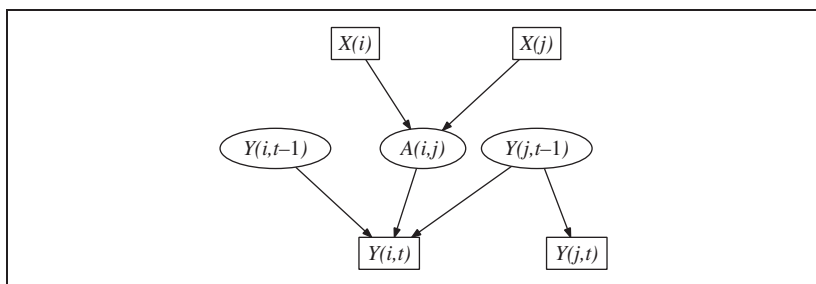 X(i) X(j)
Y(i,t–1) A(i,j) Y(j,t–1)
Y(i,t) Y(j,t)